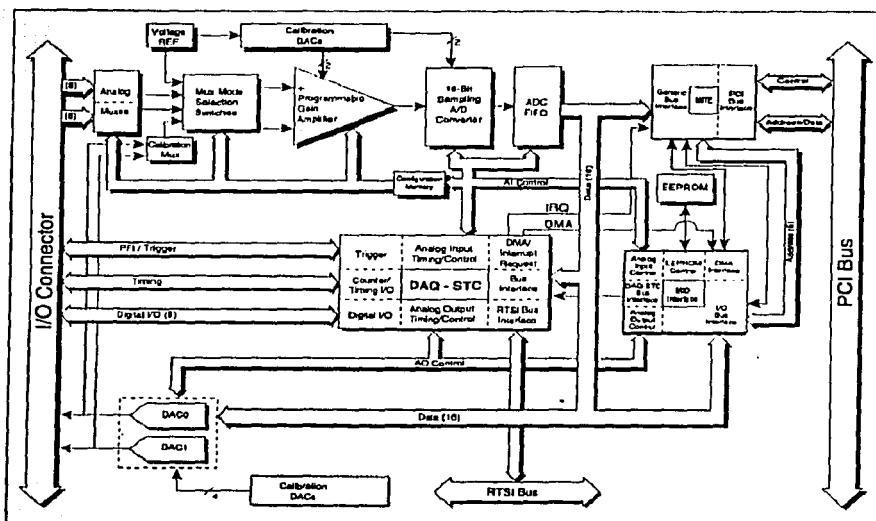 Voltage
REF
Calibration
DACs
2
2
(8)
(8)
Analog
Muxes
Mux Mode
Selection
Switches
Calibration
Mux
+
Programmable
Gain
Amplifier
-
16-Bit
Sampling
A/D
Converter
ADC
FIFO
Generic
Bus
Interface
MITE
PCI
Bus
Interface
Control
Address/Data
Configuration
Memory
AI Control
Data (16)
EEPROM
IRQ
DMA
Address (5)
I/O Connector
PCI Bus
PFI / Trigger
Timing
Digital I/O (8)
Trigger
Analog Input
Timing/Control
DMA/
Interrupt
Request
Counter/
Timing I/O
DAQ - STC
Bus
Interface
Digital I/O
Analog Output
Timing/Control
RTSI Bus
Interface
Analog
Input
Control
EEPROM
Control
DMA
Interface
DAQ-STC
Bus
Interface
Interface
Analog
Output
Control
I/O
Bus
Interface
AO Control
DAC0
DAC1
Data (16)
4
Calibration
DACs
RTSI Bus